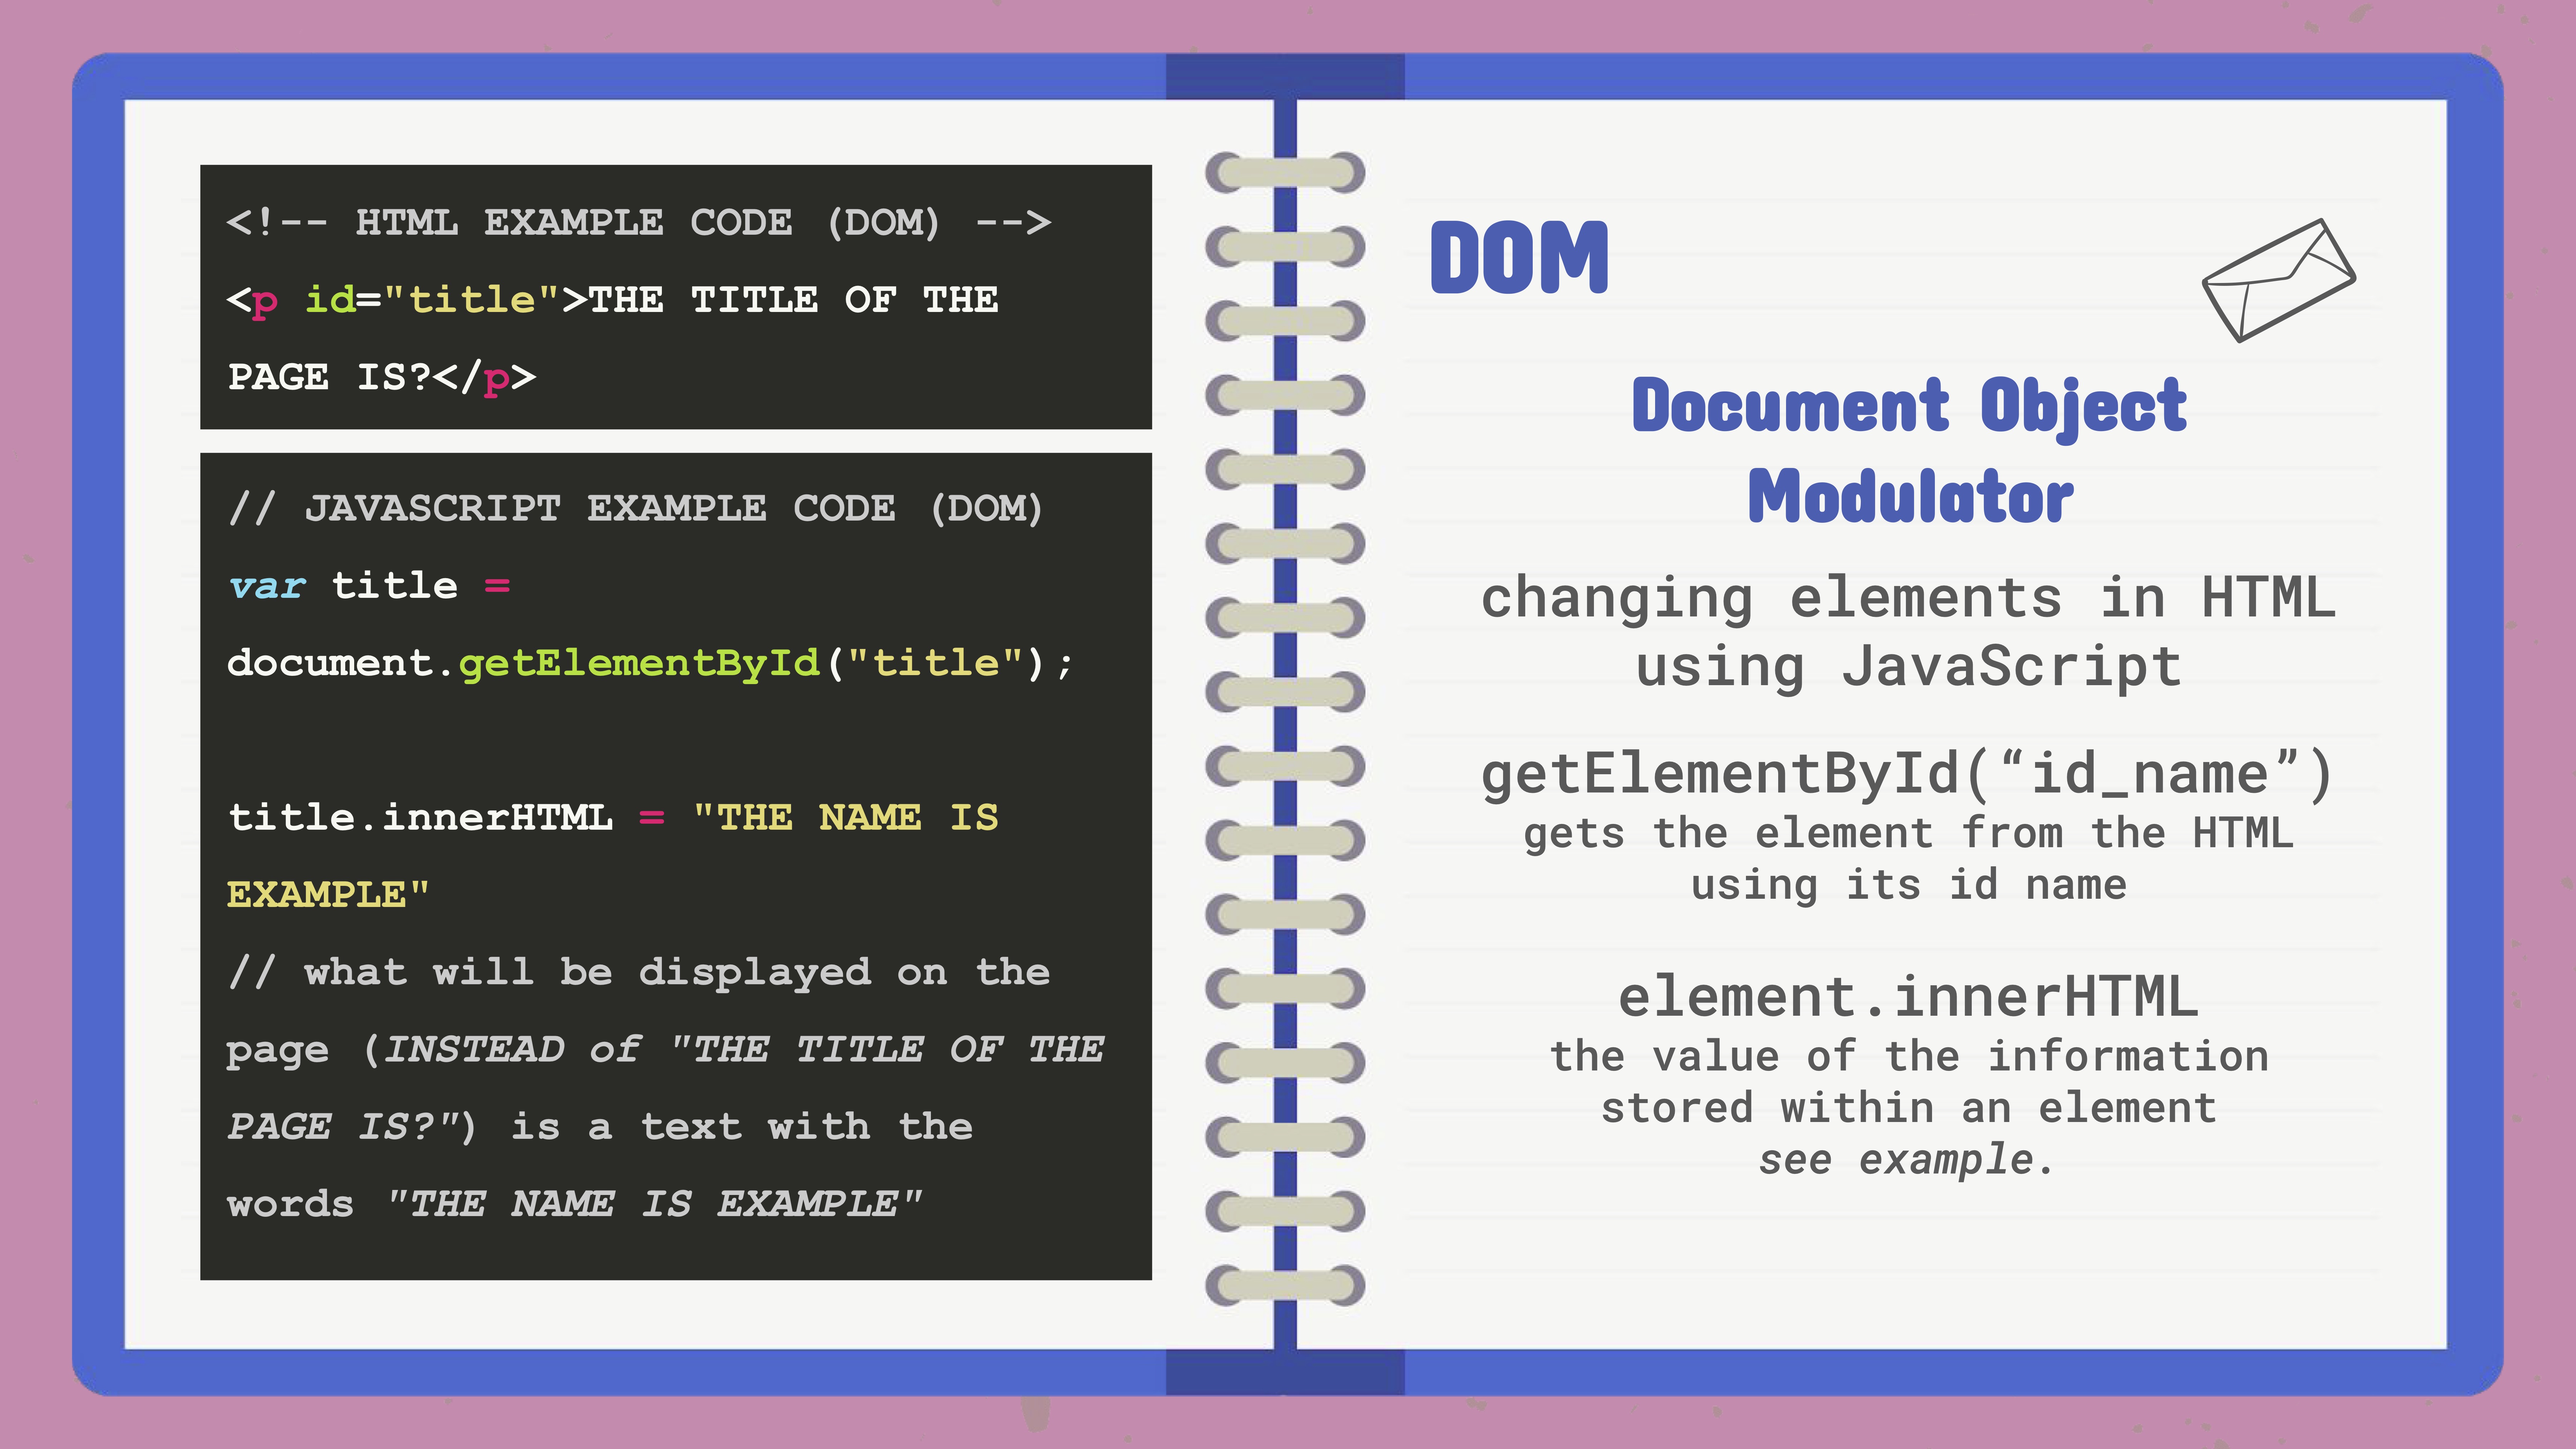 <!-- HTML EXAMPLE CODE (DOM) -->
<p id="title">THE TITLE OF THE
PAGE IS?</p>
// JAVASCRIPT EXAMPLE CODE (DOM)
var title =
document.getElementById("title");
title.innerHTML = "THE NAME IS
EXAMPLE"
// what will be displayed on the
page (INSTEAD of "THE TITLE OF THE
PAGE IS?") is a text with the
words "THE NAME IS EXAMPLE"
DOM
Document Object
Modulator
changing elements in HTML
using JavaScript
getElementById(“id_name”)
gets the element from the HTML
using its id name
element.innerHTML
the value of the information
stored within an element
see example.